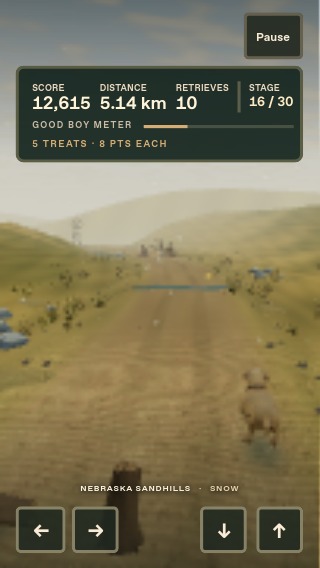 Pause
SCORE DISTANCE RETRIEVES STAGE
12,615 5.14 km 10 16 / 30
GOOD BOY METER
5 TREATS · 8 PTS EACH
NEBRASKA SANDHILLS · SNOW
← → ↓ ↑